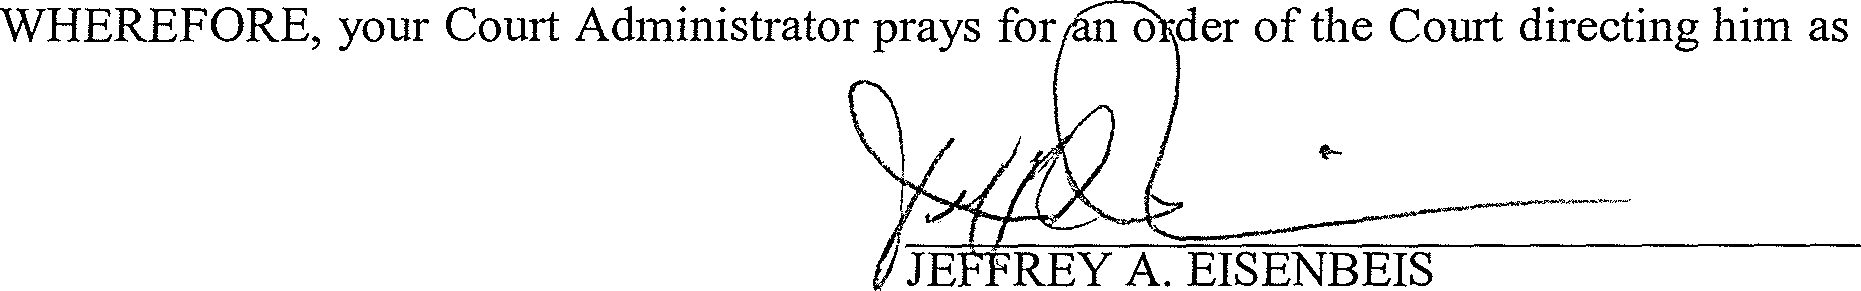 WHEREFORE, your Court Administrator prays for an order of the Court directing him as
JEFFREY A. EISENBEIS